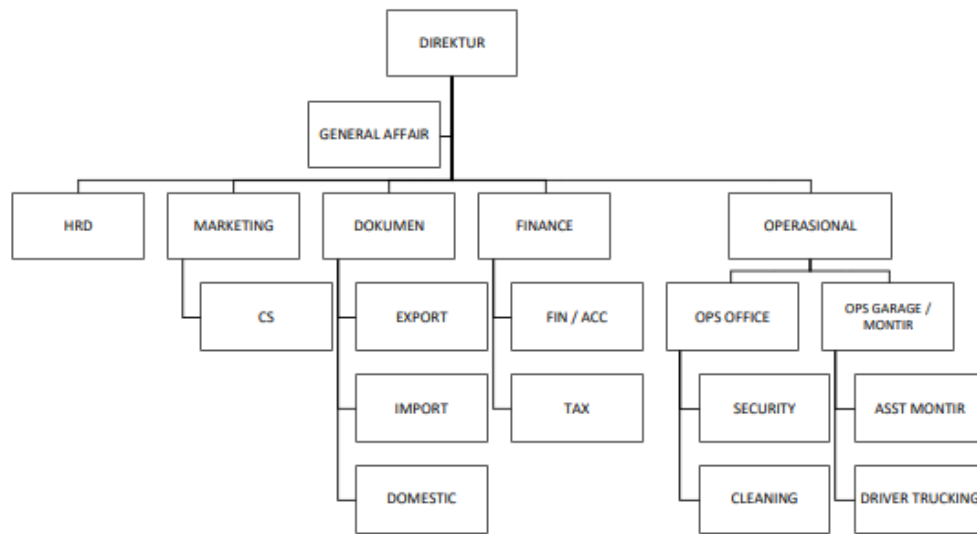 DIREKTUR
GENERAL AFFAIR
HRD
MARKETING
DOKUMEN
FINANCE
OPERASIONAL
CS
EXPORT
FIN / ACC
OPS OFFICE
OPS GARAGE /
MONTIR
IMPORT
TAX
SECURITY
ASST MONTIR
DOMESTIC
CLEANING
DRIVER TRUCKING